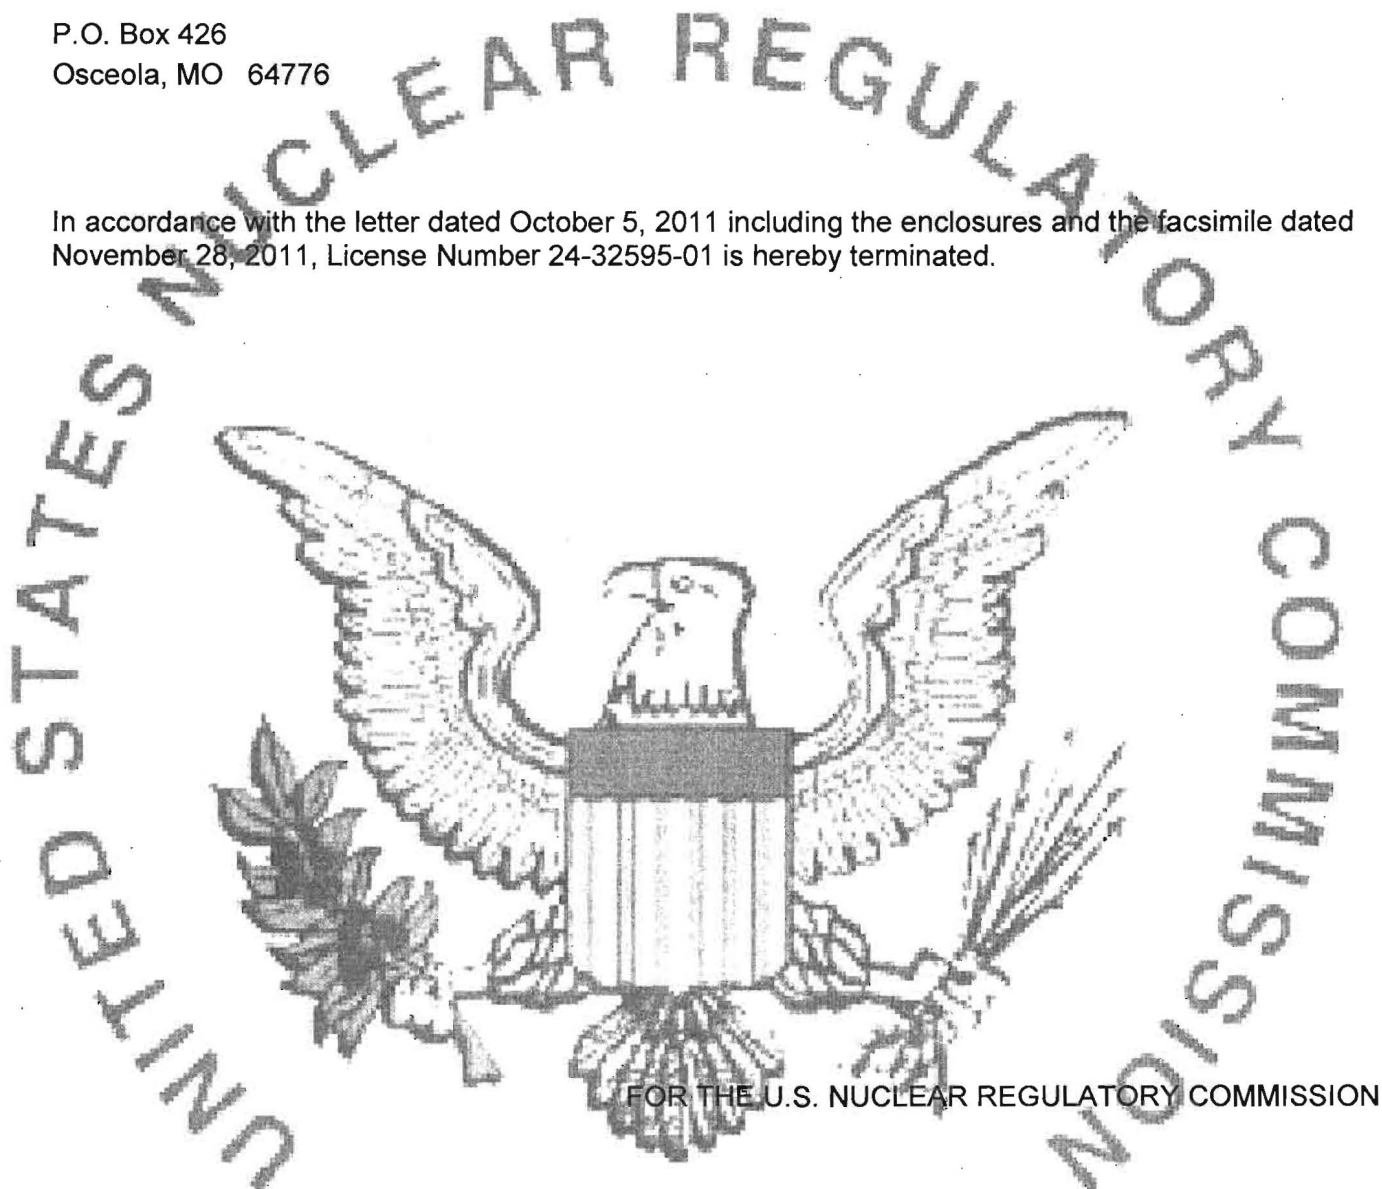 P.O. Box 426
Osceola, MO 64776
UNITED STATES NUCLEAR REGULATORY COMMISSION
In accordance with the letter dated October 5, 2011 including the enclosures and the facsimile dated
November 28, 2011, License Number 24-32595-01 is hereby terminated.
FOR THE U.S. NUCLEAR REGULATORY COMMISSION